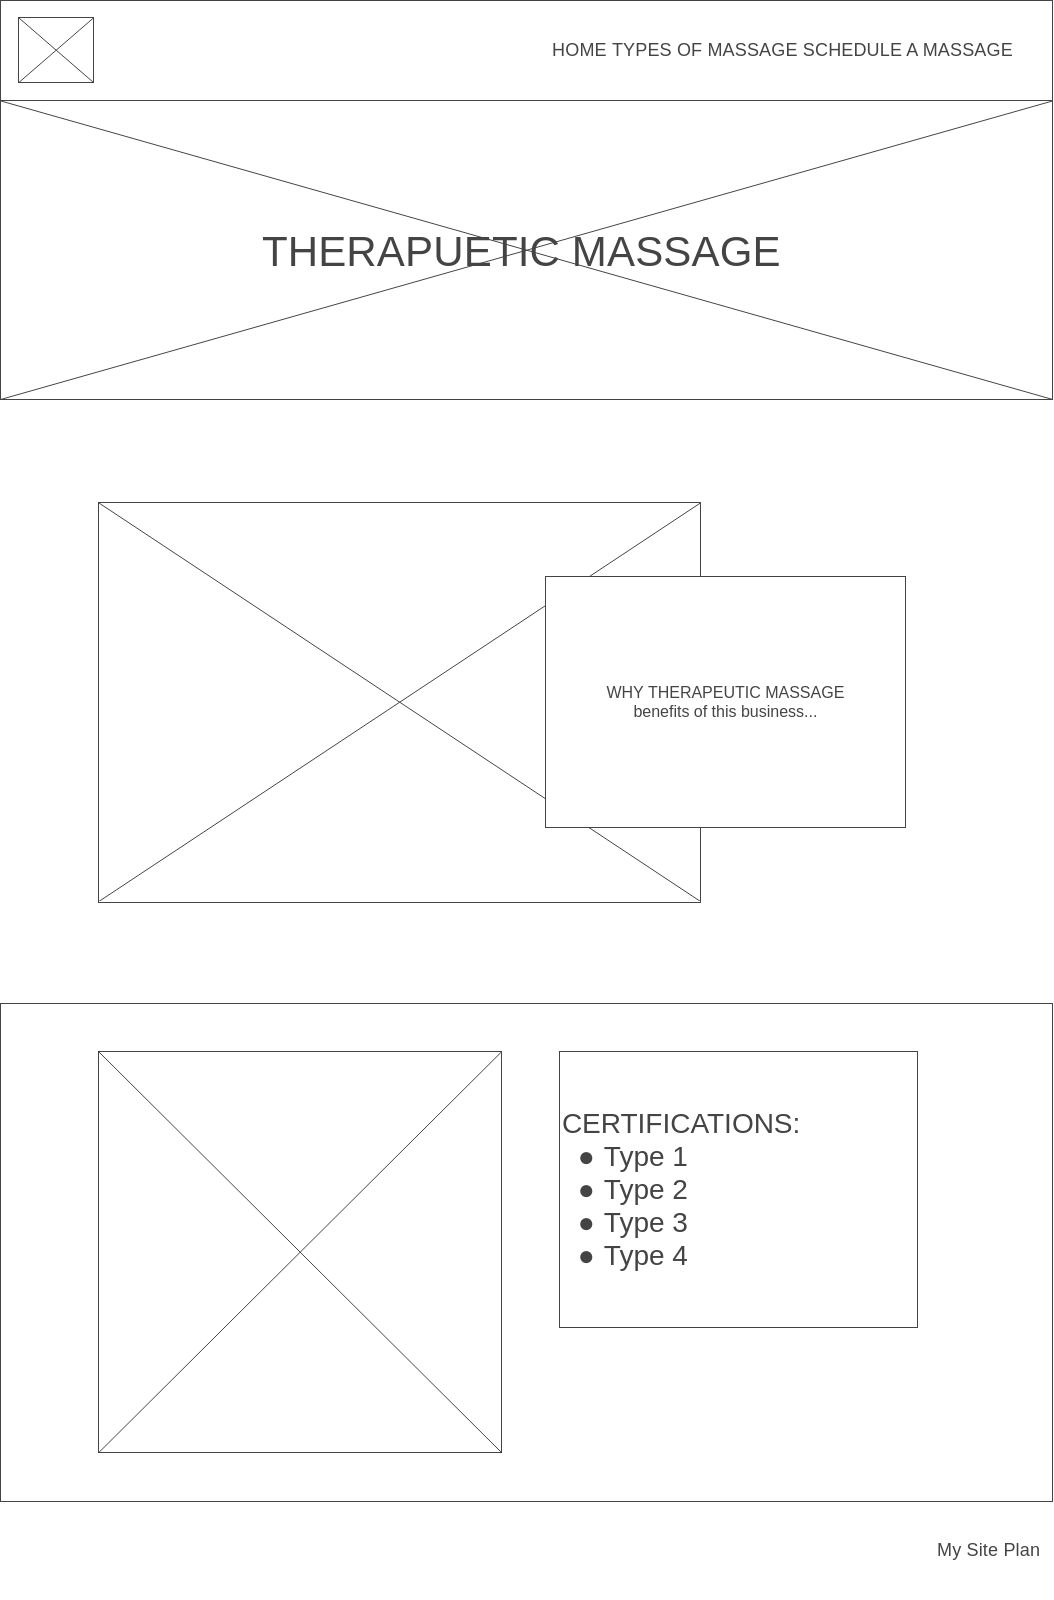 HOME TYPES OF MASSAGE SCHEDULE A MASSAGE
THERAPUETIC MASSAGE
WHY THERAPEUTIC MASSAGE
benefits of this business...
CERTIFICATIONS:
● Type 1
● Type 2
● Type 3
● Type 4
My Site Plan